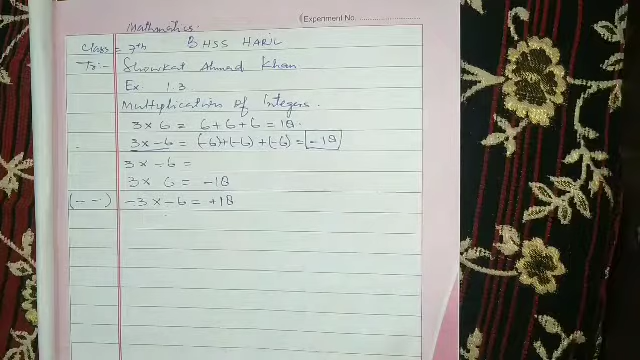 Experiment No.
Mathmatics.
Class = 7th BHSS HARIL
Tr:- Showkat Ahmad Khan
Ex 1.3
Multiplication of Integers.
3 x 6 = 6+6+6 = 18.
3 x -6 = (-6)+(-6)+(-6) = -18
3 x -6 =
3 x 6 = -18
(- -) -3 x -6 = +18